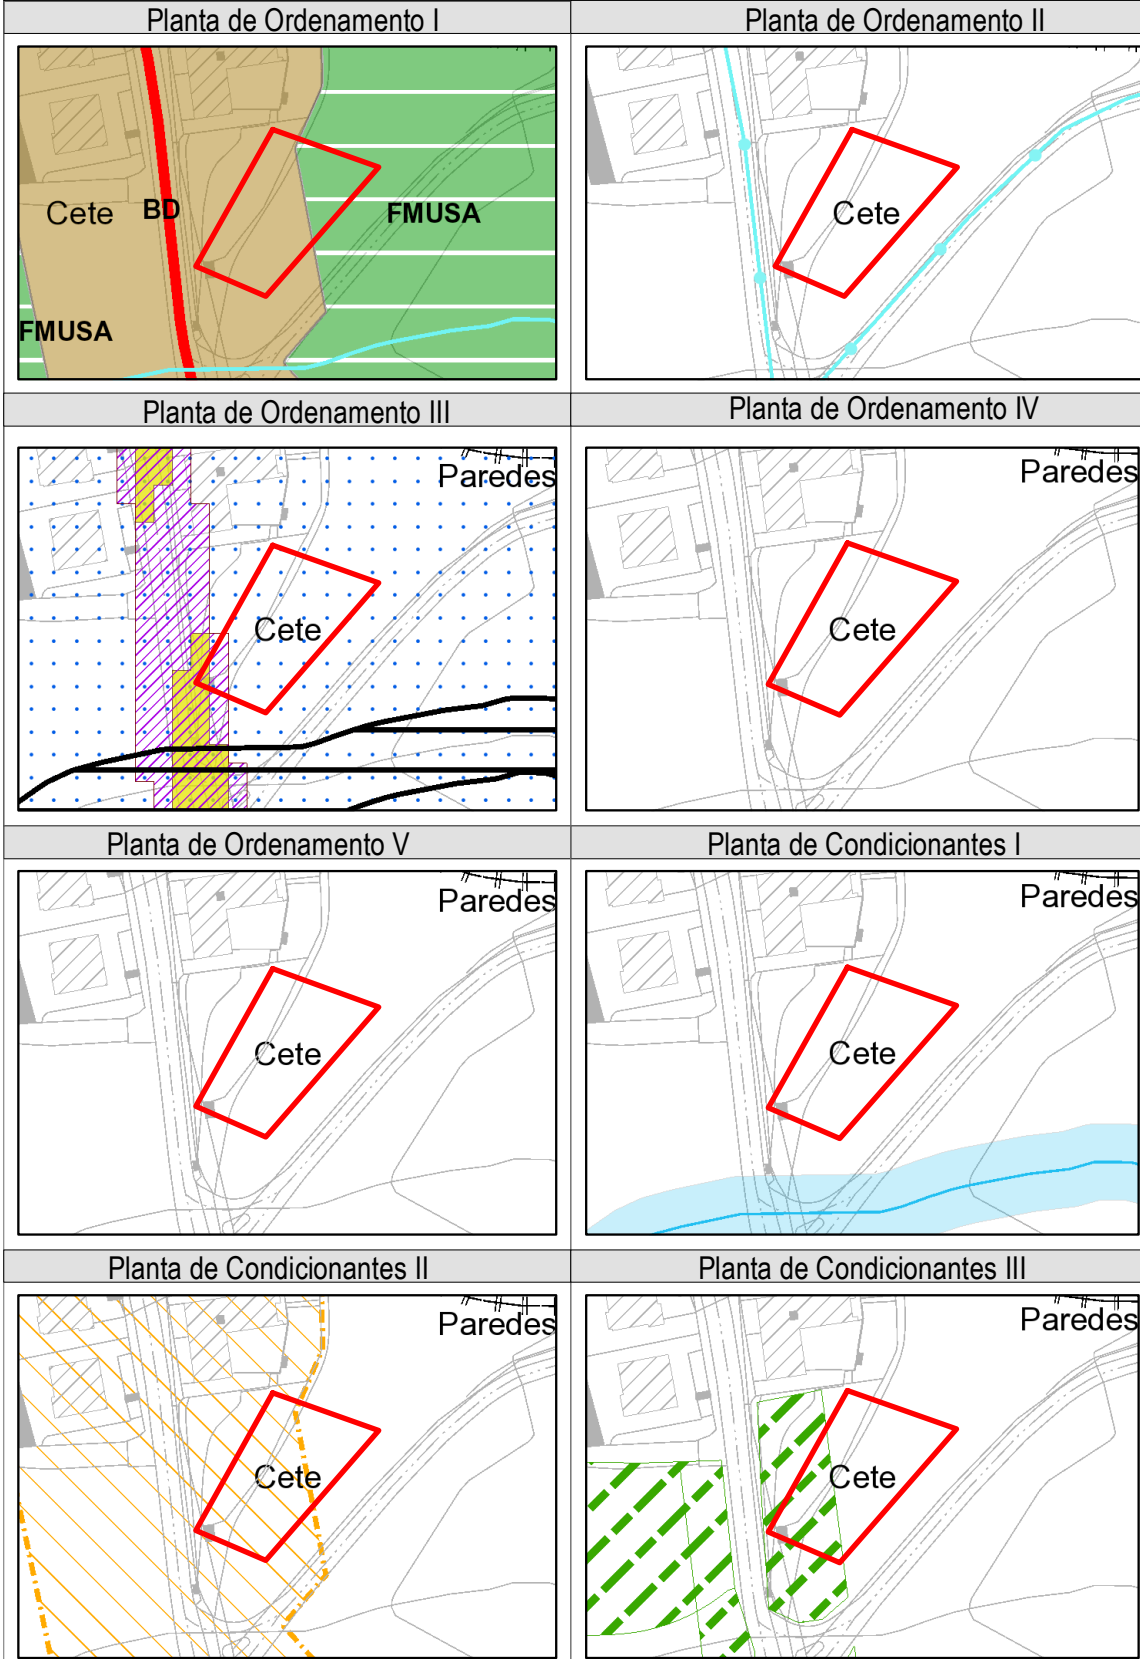 Planta de Ordenamento I
Planta de Ordenamento II
Cete
BD
FMUSA
FMUSA
Cete
Planta de Ordenamento III
Planta de Ordenamento IV
Paredes
Cete
Paredes
Cete
Planta de Ordenamento V
Planta de Condicionantes I
Paredes
Cete
Paredes
Cete
Planta de Condicionantes II
Planta de Condicionantes III
Paredes
Cete
Paredes
Cete